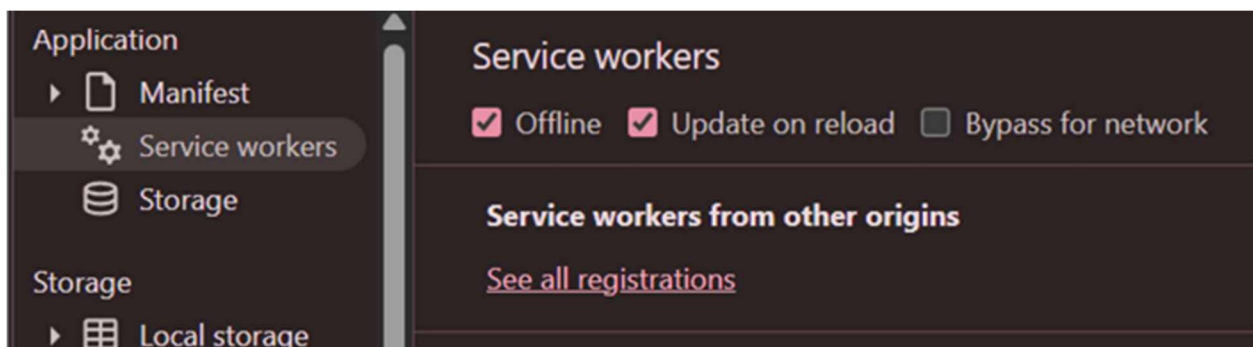 Application
Manifest
Service workers
Storage
Storage
Local storage
Service workers
Offline Update on reload Bypass for network
Service workers from other origins
See all registrations